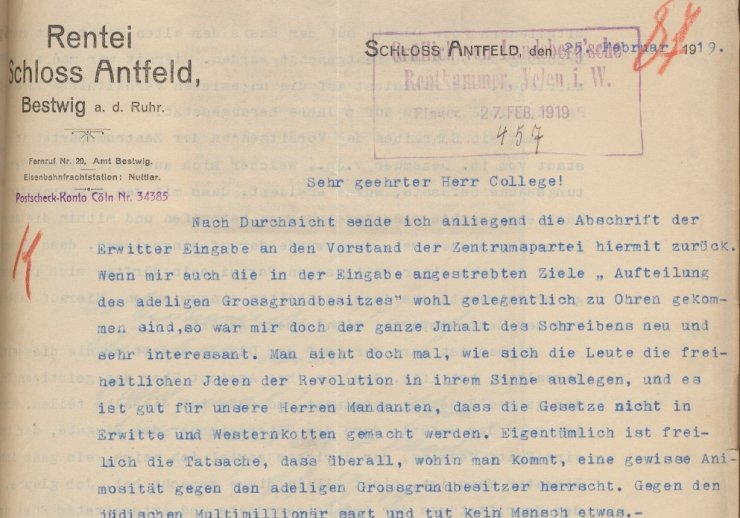 Rentei
Schloss Antfeld,
Bestwig a. d. Ruhr.
Fernruf Nr. 29, Amt Bestwig.
Eisenbahnfrachtstation: Nuttlar.
Postscheck-Konto Cöln Nr. 34385
SCHLOSS ANTFELD, den 25. Februar 1919.
Rentkammer, Velen i. W.
27. FEB. 1919
457
K
Sehr geehrter Herr College!
Nach Durchsicht sende ich anliegend die Abschrift der
Erwitter Eingabe an den Vorstand der Zentrumspartei hiermit zurück.
Wenn mir auch die in der Eingabe angestrebten Ziele „ Aufteilung
des adeligen Grossgrundbesitzes" wohl gelegentlich zu Ohren gekom-
men sind,so war mir doch der ganze Jnhalt des Schreibens neu und
sehr interessant. Man sieht doch mal, wie sich die Leute die frei-
heitlichen Jdeen der Revolution in ihrem Sinne auslegen, und es
ist gut für unsere Herren Mandanten, dass die Gesetze nicht in
Erwitte und Westernkotten gemacht werden. Eigentümlich ist frei-
lich die Tatsache, dass überall, wohin man kommt, eine gewisse Ani-
mosität gegen den adeligen Grossgrundbesitzer herrscht. Gegen den
jüdischen Multimillionär sagt und tut kein Mensch etwas.-